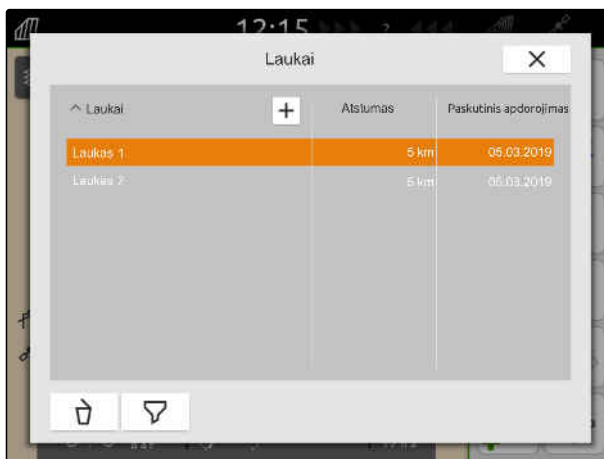 12:15
Laukai
Laukai + Atstumas Paskutinis apdorojimas
Laukas 1 5 km 05.03.2019
Laukas 2 5 km 05.03.2019